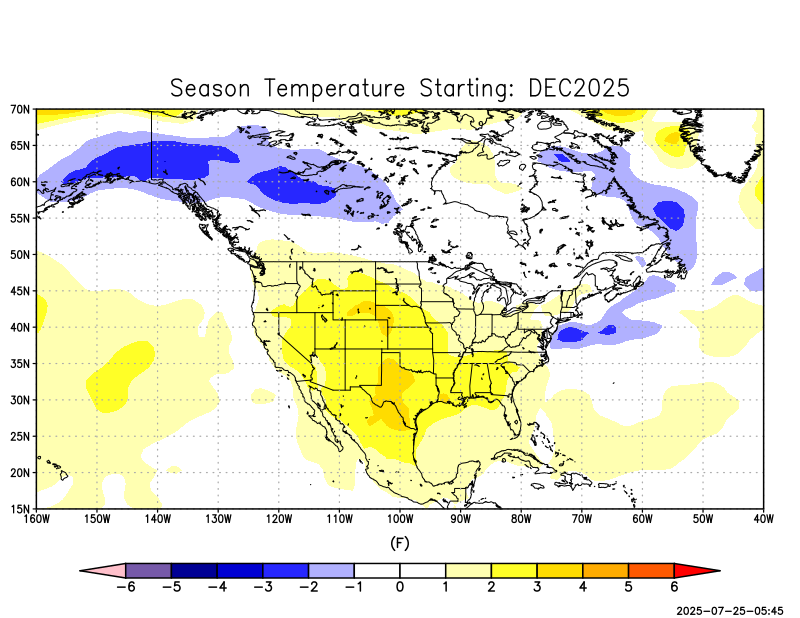 Season Temperature Starting: DEC2025
70N
65N
60N
55N
50N
45N
40N
35N
30N
25N
20N
15N
160W 150W 140W 130W 120W 110W 100W 90W 80W 70W 60W 50W 40W
(F)
−6 −5 −4 −3 −2 −1 0 1 2 3 4 5 6
2025-07-25-05:45